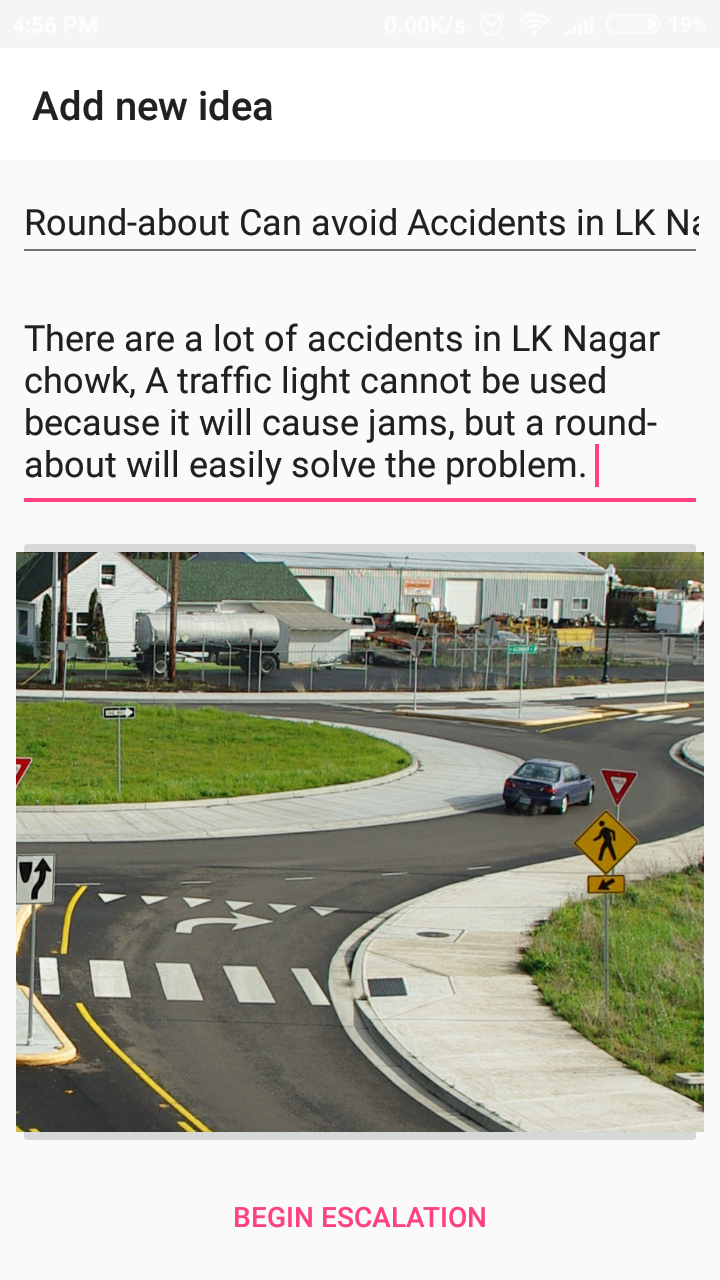 4:56 PM 0.00K/s 19%
Add new idea
Round-about Can avoid Accidents in LK Na
There are a lot of accidents in LK Nagar
chowk, A traffic light cannot be used
because it will cause jams, but a round-
about will easily solve the problem.
BEGIN ESCALATION